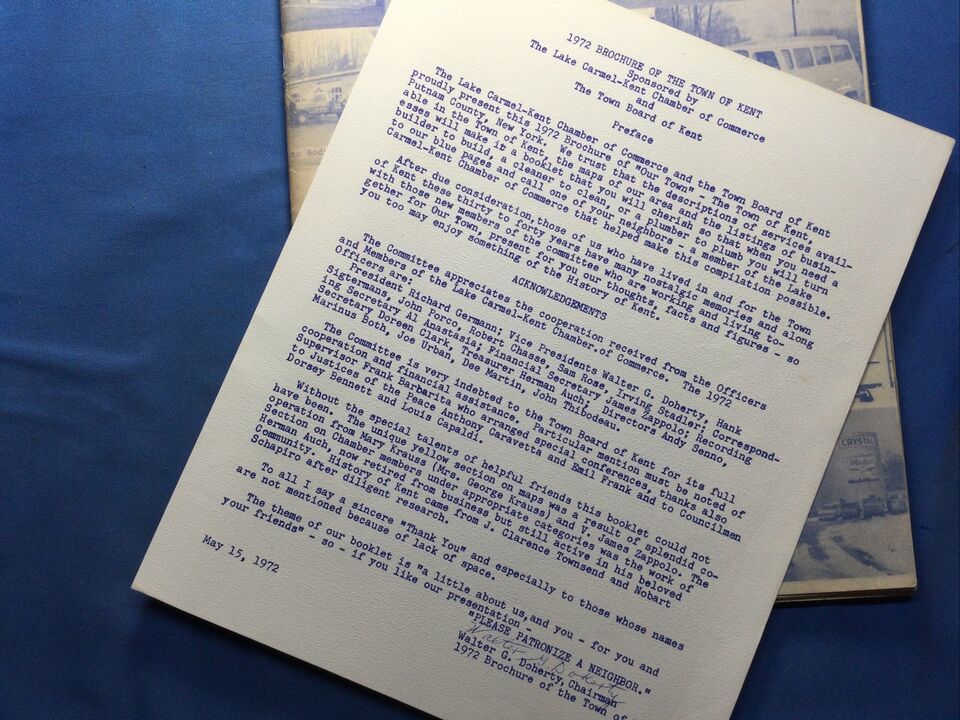 1972 BROCHURE OF THE TOWN OF KENT
Sponsored by
The Lake Carmel-Kent Chamber of Commerce
and
The Town Board of Kent
Preface
The Lake Carmel-Kent Chamber of Commerce and the Town Board of Kent
proudly present this 1972 Brochure of "Our Town" - The Town of Kent,
Putnam County, New York. We trust that the descriptions of services avail-
able in the Town of Kent, the maps of our area and the listings of busin-
esses will make it a booklet that you will cherish so that when you need a
builder to build, a cleaner to clean, or a plumber to plumb you will turn
to our blue pages and call one of your neighbors - a member of the Lake
Carmel-Kent Chamber of Commerce that helped make this compilation possible.
After due consideration,those of us who have lived in and for the Town
of Kent these thirty to forty years have many nostalgic memories and along
with those new members of the committee who are working and living to-
gether for Our Town, present for you our thoughts, facts and figures - so
you too may enjoy something of the History of Kent.
ACKNOWLEDGEMENTS
The Committee appreciates the cooperation received from the Officers
and Members of the Lake Carmel-Kent Chamber of Commerce. The 1972
Officers are:
President Richard Germann; Vice Presidents Walter G. Doherty, Hank
Sigtermans, John Porco, Robert Chasse, Sam Rose, Irving Stadler; Correspond-
ing Secretary Al Anastasia; Financial Secretary James Zappolo; Recording
Secretary Doreen Clark, Treasurer Herman Auch; Directors Andy Senno,
Marinus Both, Joe Urban, Dee Martin, John Thibodeau.
The Committee is very indebted to the Town Board of Kent for its full
cooperation and financial assistance. Particular mention must be noted of
Supervisor Frank Barbarita who arranged special conferences, thanks also
to Justices of the Peace Anthony Caravetta and Emil Frank and to Councilmen
Dorsey Bennett and Louis Capaldi.
Without the special talents of helpful friends this booklet could not
have been. The unique yellow section on maps was a result of splendid co-
operation from Mary Krauss (Mrs. George Krauss) and V. James Zappolo. The
Section on Chamber members under appropriate categories was the work of
Herman Auch, now retired from business but still active in his beloved
Community. History of Kent came from J. Clarence Townsend and Nobart
Schapiro after diligent research.
To all I say a sincere "Thank You" and especially to those whose names
are not mentioned because of lack of space.
The theme of our booklet is "a little about us,and you - for you and
your friends" - so - if you like our presentation -
"PLEASE PATRONIZE A NEIGHBOR."
Walter G. Doherty
Walter G. Doherty, Chairman
1972 Brochure of the Town of
May 15, 1972
CRYSTAL